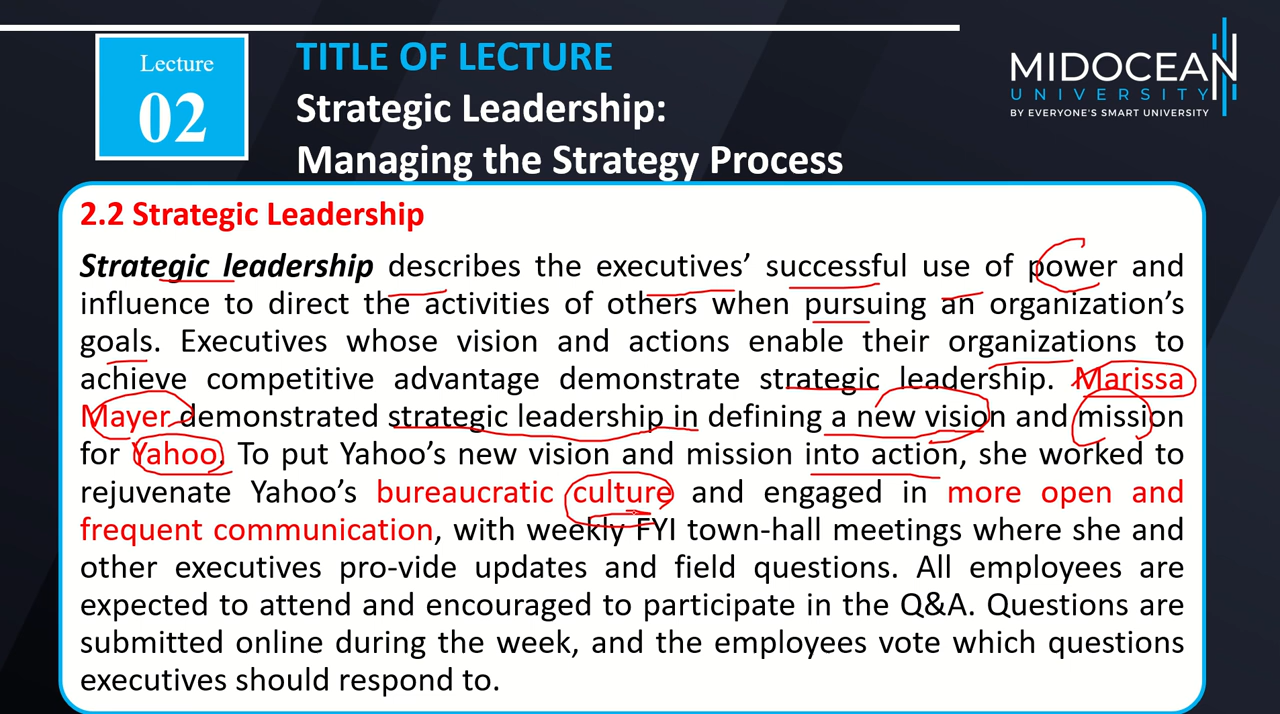 Lecture
02
TITLE OF LECTURE
Strategic Leadership:
Managing the Strategy Process
MIDOCEAN
UNIVERSITY
BY EVERYONE'S SMART UNIVERSITY
2.2 Strategic Leadership
Strategic leadership describes the executives’ successful use of power and
influence to direct the activities of others when pursuing an organization’s
goals. Executives whose vision and actions enable their organizations to
achieve competitive advantage demonstrate strategic leadership. Marissa
Mayer demonstrated strategic leadership in defining a new vision and mission
for Yahoo. To put Yahoo’s new vision and mission into action, she worked to
rejuvenate Yahoo’s bureaucratic culture and engaged in more open and
frequent communication, with weekly FYI town-hall meetings where she and
other executives pro-vide updates and field questions. All employees are
expected to attend and encouraged to participate in the Q&A. Questions are
submitted online during the week, and the employees vote which questions
executives should respond to.